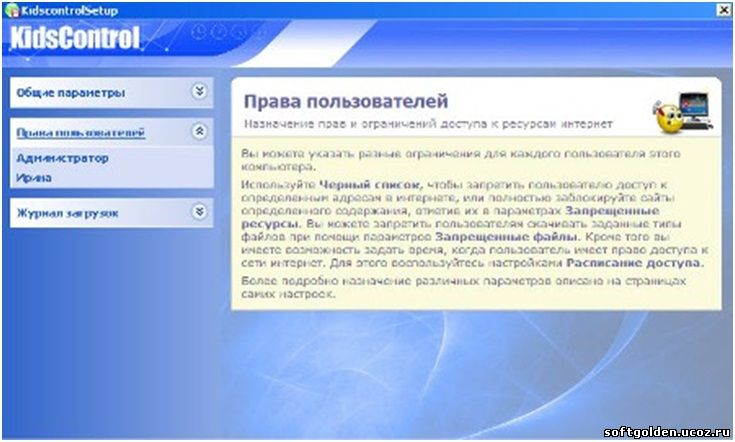 KidscontrolSetup
KidsControl
Общие параметры
Права пользователей
Администратор
Ирина
Журнал загрузок
Права пользователей
Назначение прав и ограничений доступа к ресурсам интернет
Вы можете указать разные ограничения для каждого пользователя этого
компьютера.
Используйте Черный список, чтобы запретить пользователю доступ к
определенным адресам в интернете, или полностью заблокируйте сайты
определенного содержания, отметив их в параметрах Запрещенные
ресурсы. Вы можете запретить пользователям скачивать заданные типы
файлов при помощи параметров Запрещенные файлы. Кроме того вы
имеете возможность задать время, когда пользователь имеет право доступа к
сети интернет. Для этого воспользуйтесь настройками Расписание доступа.
Более подробно назначение различных параметров описано на страницах
самих настроек.
softgolden.ucoz.ru